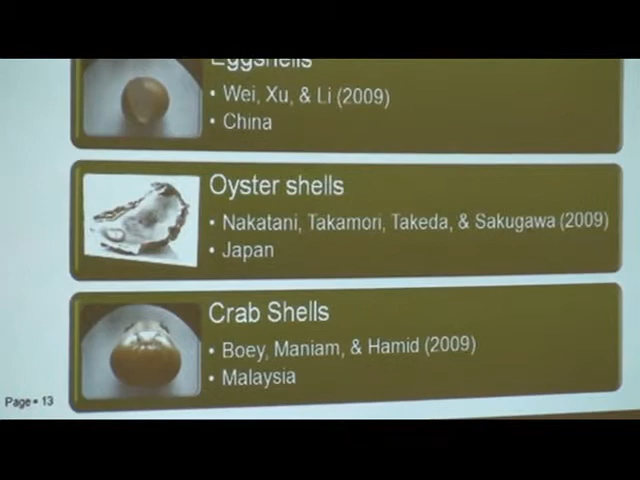 Eggshells
• Wei, Xu, & Li (2009)
• China
Oyster shells
• Nakatani, Takamori, Takeda, & Sakugawa (2009)
• Japan
Crab Shells
• Boey, Maniam, & Hamid (2009)
• Malaysia
Page ▪ 13